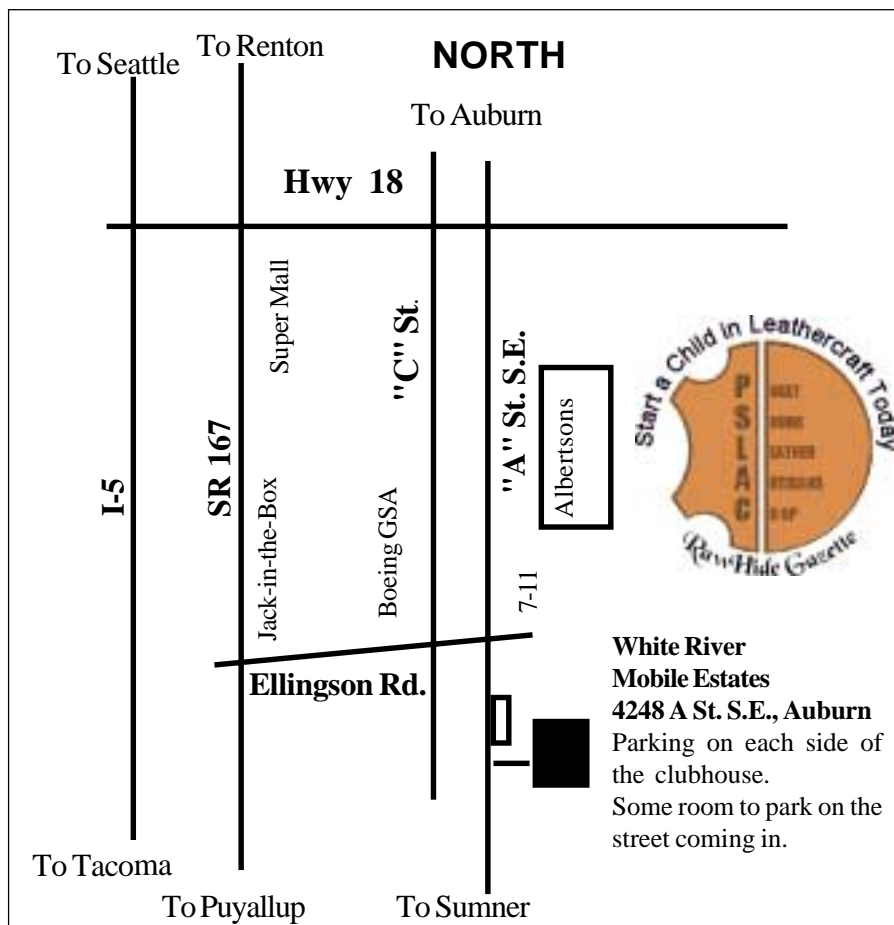 To Seattle
To Renton
NORTH
To Auburn
Hwy 18
Super Mall
"C" St.
"A" St. S.E.
Albertsons
I-5
SR 167
Jack-in-the-Box
Boeing GSA
7-11
Ellingson Rd.
Start a Child in Leathercraft Today
PSLAC
RawHide Gazette
White River
Mobile Estates
4248 A St. S.E., Auburn
Parking on each side of
the clubhouse.
Some room to park on the
street coming in.
To Tacoma
To Puyallup
To Sumner